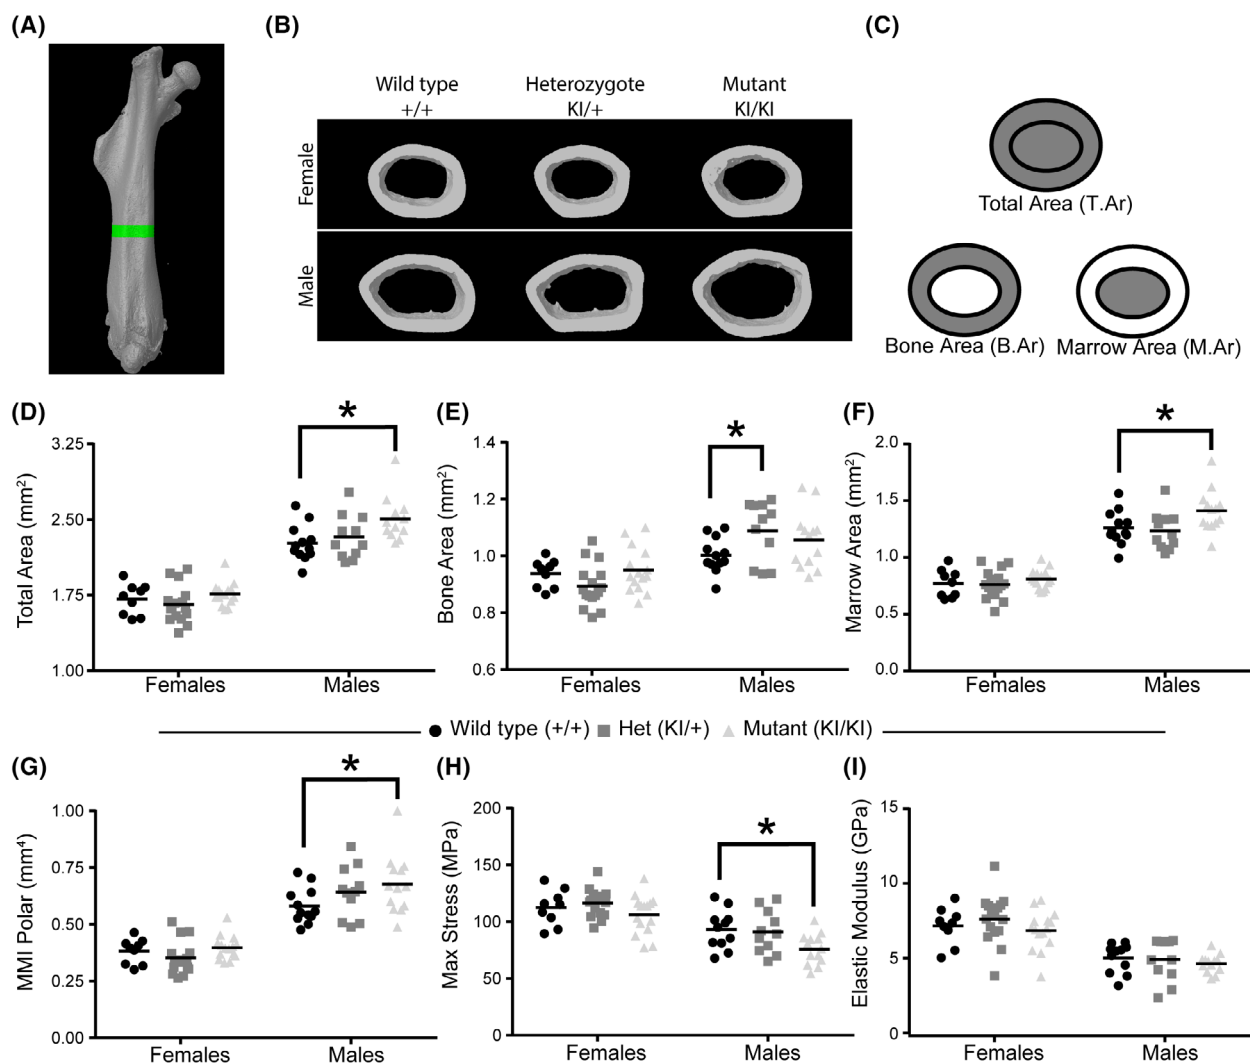 (A)
(B)
(C)
Wild type
+/+
Heterozygote
KI/+
Mutant
KI/KI
Female
Male
Total Area (T.Ar)
Bone Area (B.Ar)
Marrow Area (M.Ar)
(D)
*
Total Area (mm²)
3.25
2.50
1.75
1.00
Females
Males
(E)
*
Bone Area (mm²)
1.4
1.2
1.0
0.8
0.6
Females
Males
(F)
*
Marrow Area (mm²)
2.0
1.5
1.0
0.5
0.0
Females
Males
Wild type (+/+)
Het (KI/+)
Mutant (KI/KI)
(G)
*
MMI Polar (mm⁴)
1.00
0.75
0.50
0.25
0.00
Females
Males
(H)
*
Max Stress (MPa)
200
150
100
50
0
Females
Males
(I)
Elastic Modulus (GPa)
15
10
5
0
Females
Males